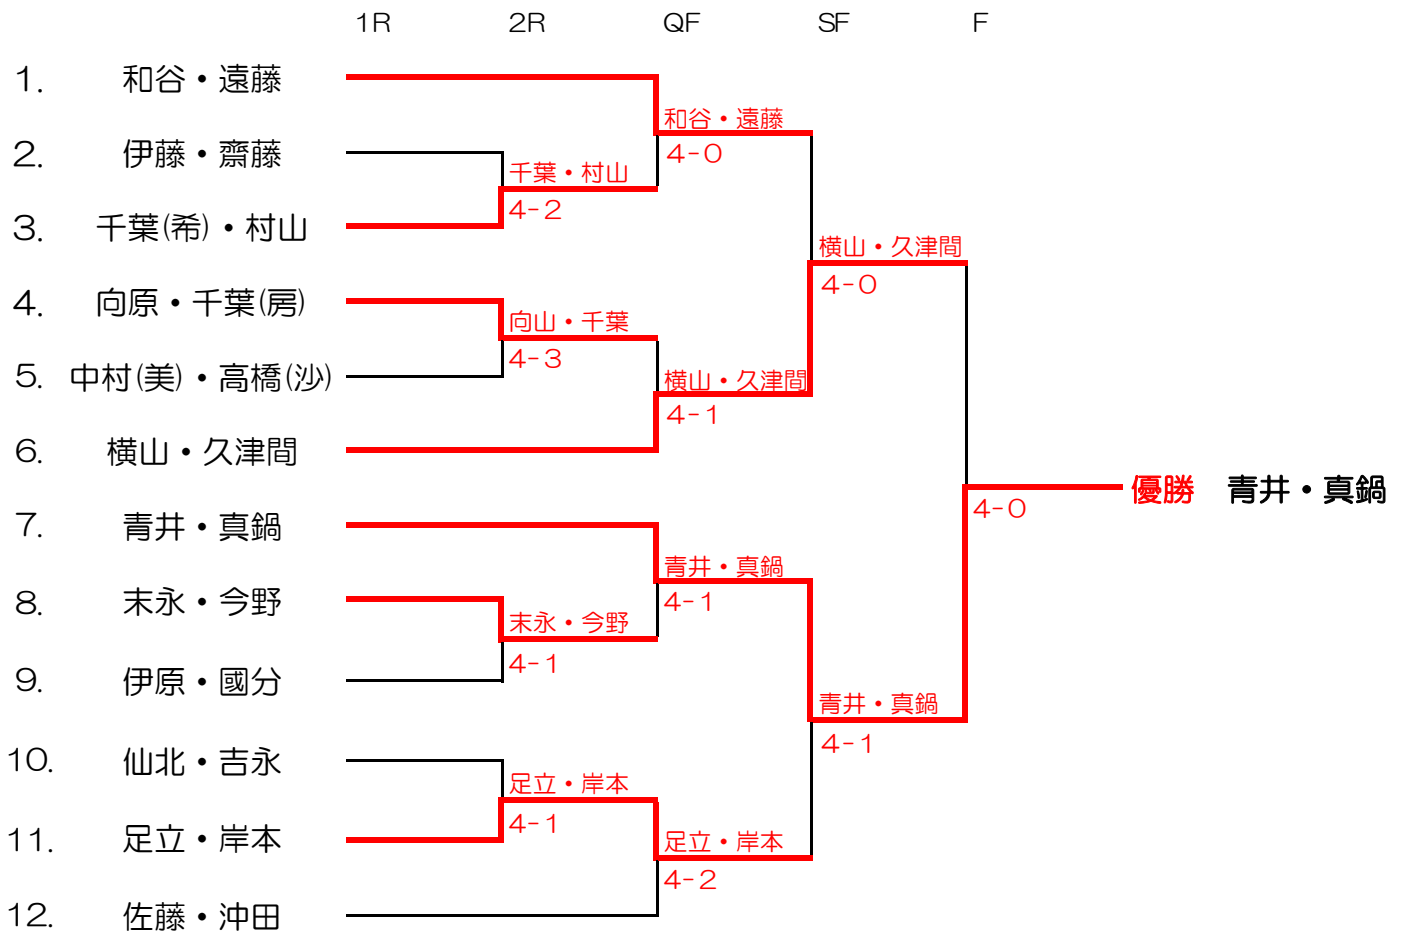 1R 2R QF SF F
1. 和谷・遠藤
和谷・遠藤
4-0
2. 伊藤・齋藤
千葉・村山
4-2
3. 千葉(希)・村山
横山・久津間
4-0
4. 向原・千葉(房)
向山・千葉
4-3
5. 中村(美)・高橋(沙)
横山・久津間
4-1
6. 横山・久津間
優勝 青井・真鍋
4-0
7. 青井・真鍋
青井・真鍋
4-1
8. 末永・今野
末永・今野
4-1
9. 伊原・國分
青井・真鍋
4-1
10. 仙北・吉永
足立・岸本
4-1
11. 足立・岸本
足立・岸本
4-2
12. 佐藤・沖田